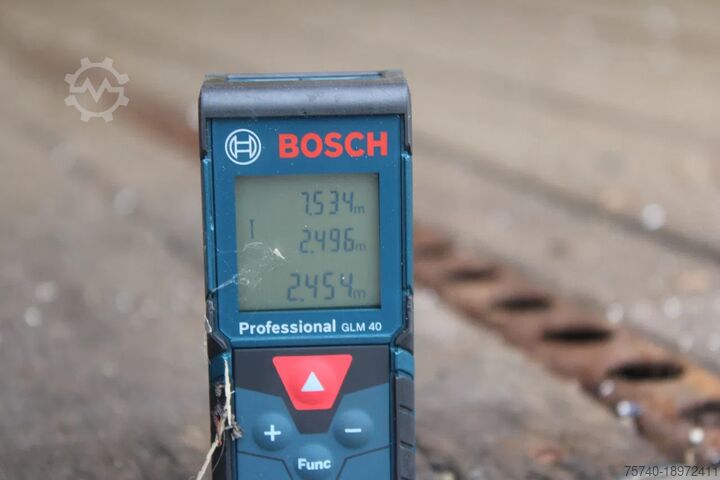 BOSCH
7.534m
2.496m
2.454m
Professional GLM 40
+ −
Func
75740-18972411